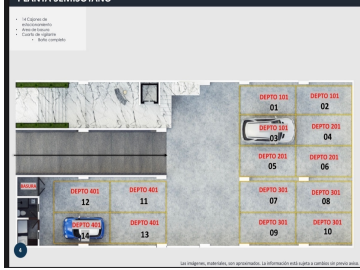 PLANTA SEMISÓTANO
• 14 Cajones de
estacionamiento
• Area de basura
• Cuarto de vigilante
• Baño completo
DEPTO 101
01
DEPTO 101
02
DEPTO 101
03
DEPTO 201
04
DEPTO 201
05
DEPTO 201
06
BASURA
DEPTO 401
12
DEPTO 401
11
DEPTO 301
07
DEPTO 301
08
DEPTO 401
14
DEPTO 401
13
DEPTO 301
09
DEPTO 301
10
4
Las imágenes, materiales, son aproximados. La información está sujeta a cambios sin previo aviso.